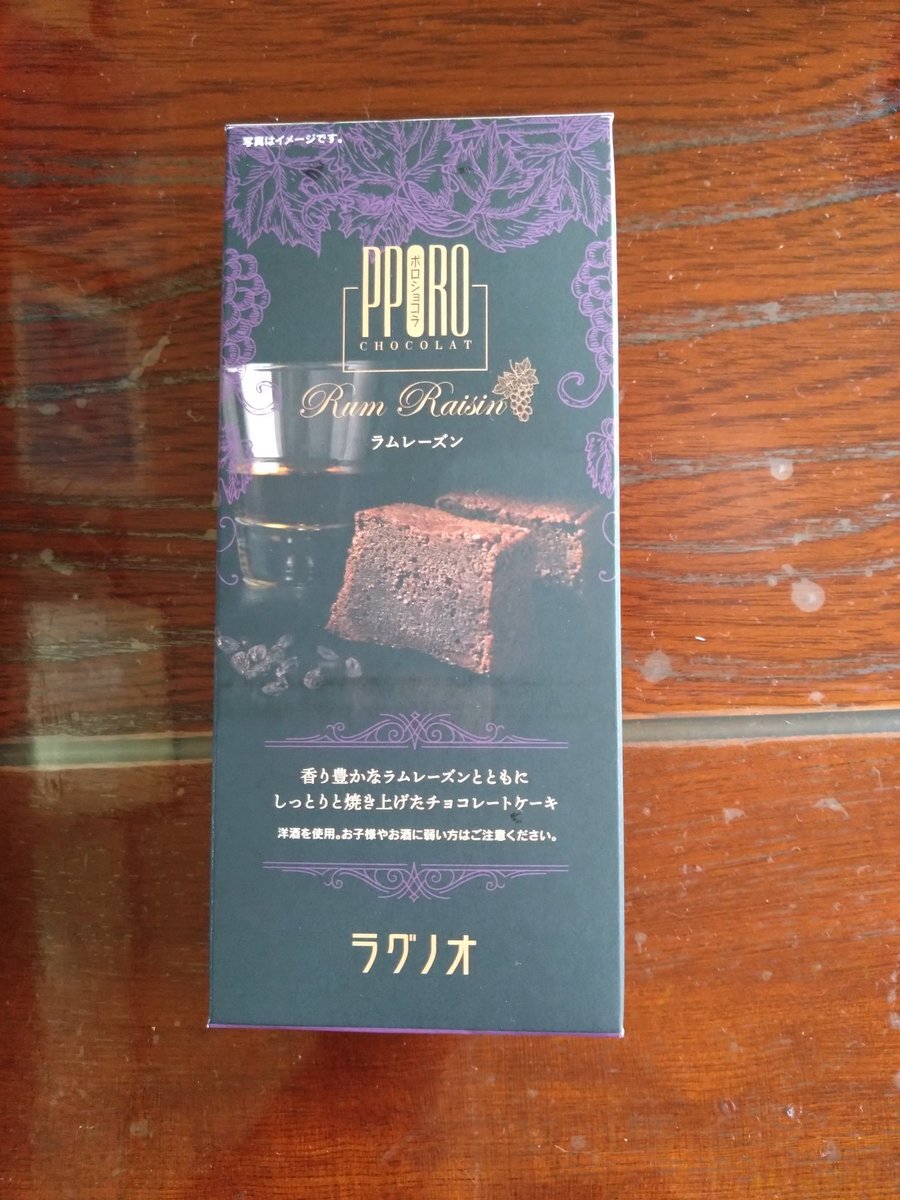 写真はイメージです。
PPORO
ポロショコラ
CHOCOLAT
Rum Raisin
ラムレーズン
香り豊かなラムレーズンとともに
しっとりと焼き上げたチョコレートケーキ
洋酒を使用。お子様やお酒に弱い方はご注意ください。
ラグノオ